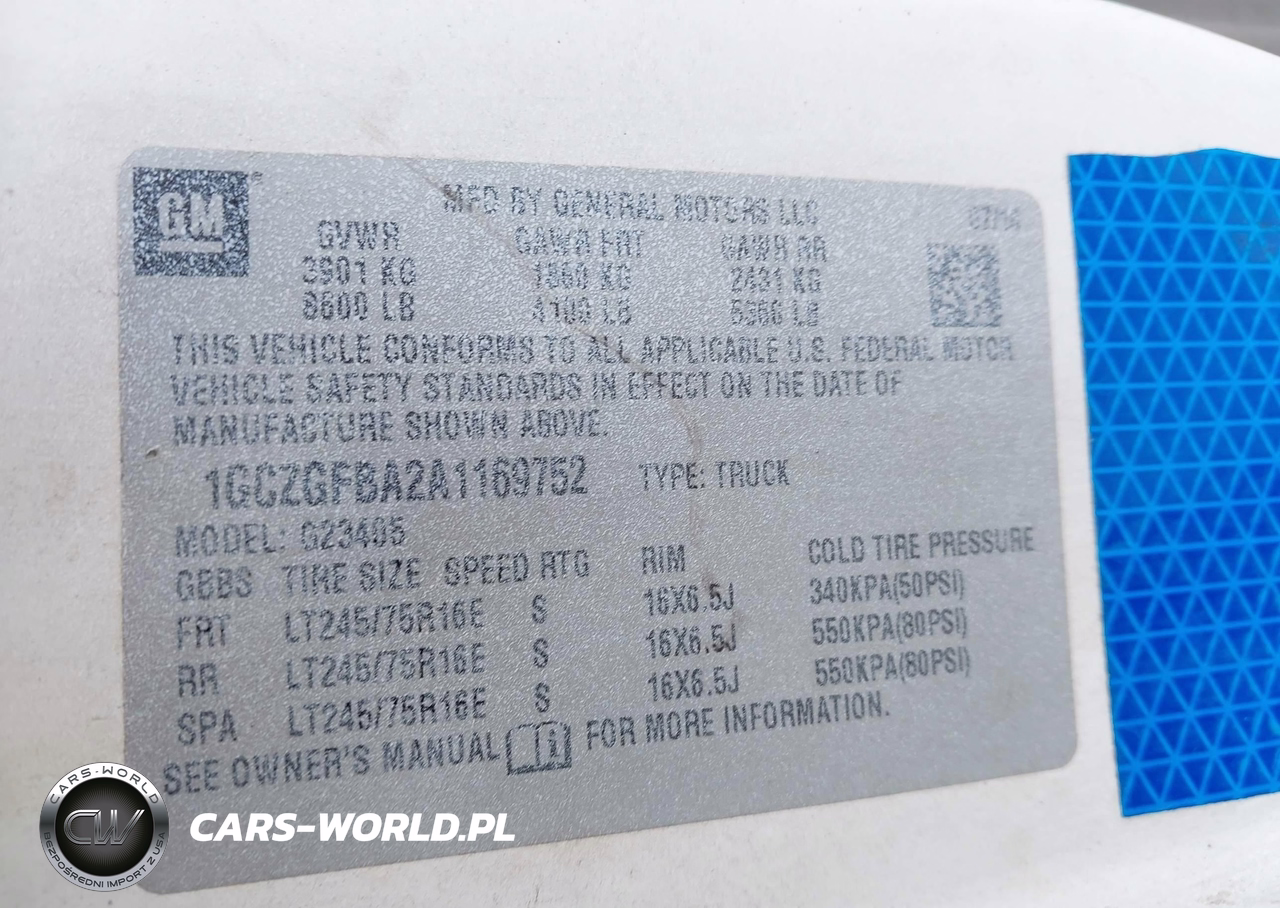 GM
MFD BY GENERAL MOTORS LLC
GVWR GAWR FRT GAWR RR
3901 KG 1860 KG 2431 KG
8600 LB 4100 LB 5360 LB
THIS VEHICLE CONFORMS TO ALL APPLICABLE U.S. FEDERAL MOTOR
VEHICLE SAFETY STANDARDS IN EFFECT ON THE DATE OF
MANUFACTURE SHOWN ABOVE.
1GCZGFBA2A1169752 TYPE: TRUCK
MODEL: G23405
GBBS TIRE SIZE SPEED RTG RIM COLD TIRE PRESSURE
FRT LT245/75R16E S 16X6.5J 340KPA(50PSI)
RR LT245/75R16E S 16X6.5J 550KPA(80PSI)
SPA LT245/75R16E S 16X6.5J 550KPA(80PSI)
SEE OWNER'S MANUAL FOR MORE INFORMATION.
CARS-WORLD
CW
BEZPOŚREDNI IMPORT Z USA
CARS-WORLD.PL